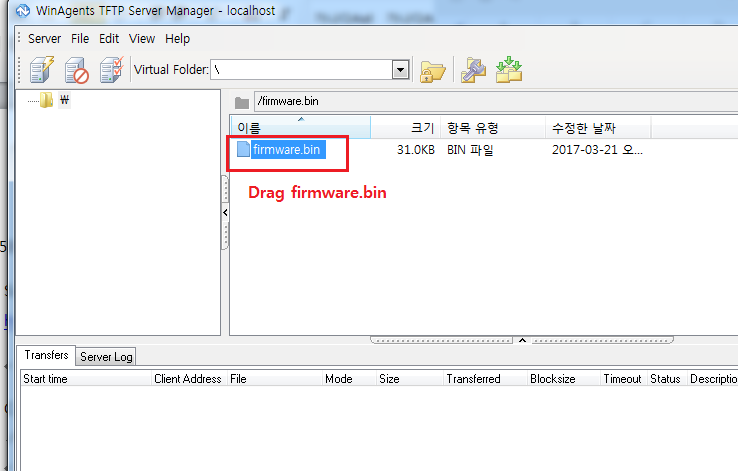 WinAgents TFTP Server Manager - localhost
Server File Edit View Help
Virtual Folder: \
₩
/firmware.bin
이름 크기 항목 유형 수정한 날짜
firmware.bin 31.0KB BIN 파일 2017-03-21 오...
Drag firmware.bin
Transfers Server Log
Start time Client Address File Mode Size Transferred Blocksize Timeout Status Descriptio